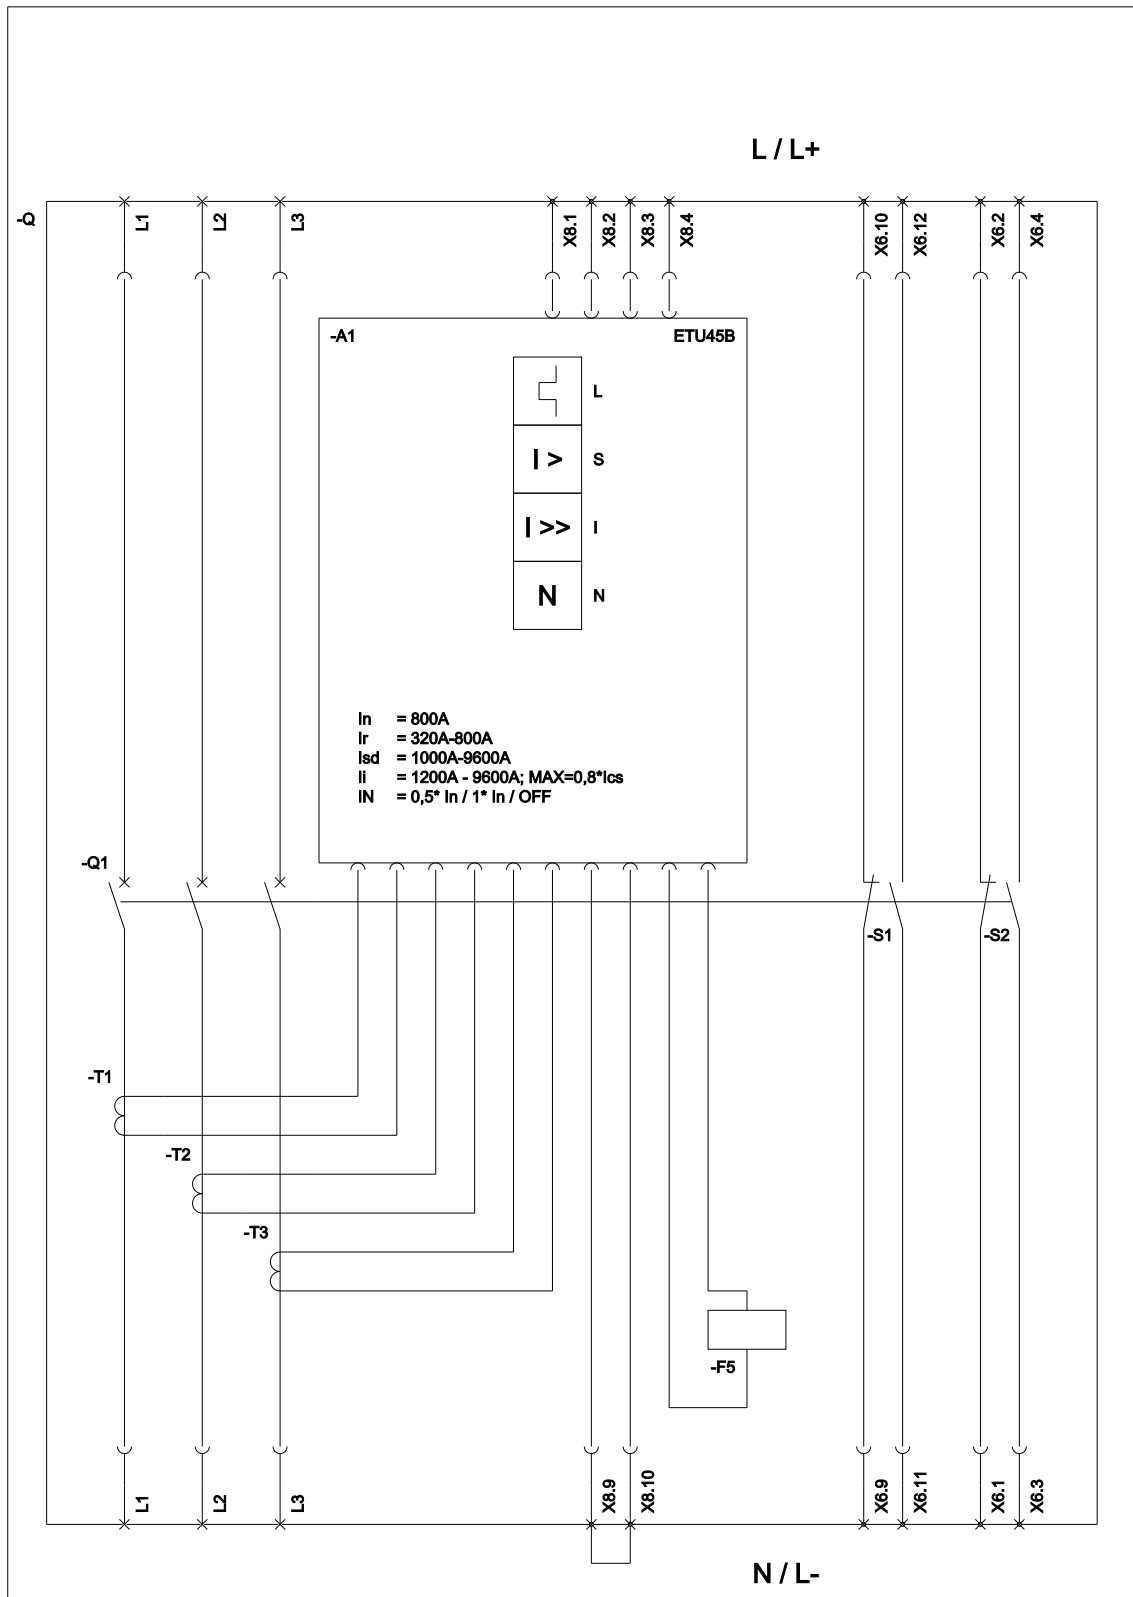 L / L+
-Q
L1
L2
L3
X8.1
X8.2
X8.3
X8.4
X6.10
X6.12
X6.2
X6.4
-A1
ETU45B
L
I >
S
I >>
I
N
N
In = 800A
Ir = 320A-800A
Isd = 1000A-9600A
Ii = 1200A - 9600A; MAX=0,8*Ics
IN = 0,5* In / 1* In / OFF
-Q1
-S1
-S2
-T1
-T2
-T3
-F5
L1
L2
L3
X8.9
X8.10
X6.9
X6.11
X6.1
X6.3
N / L-